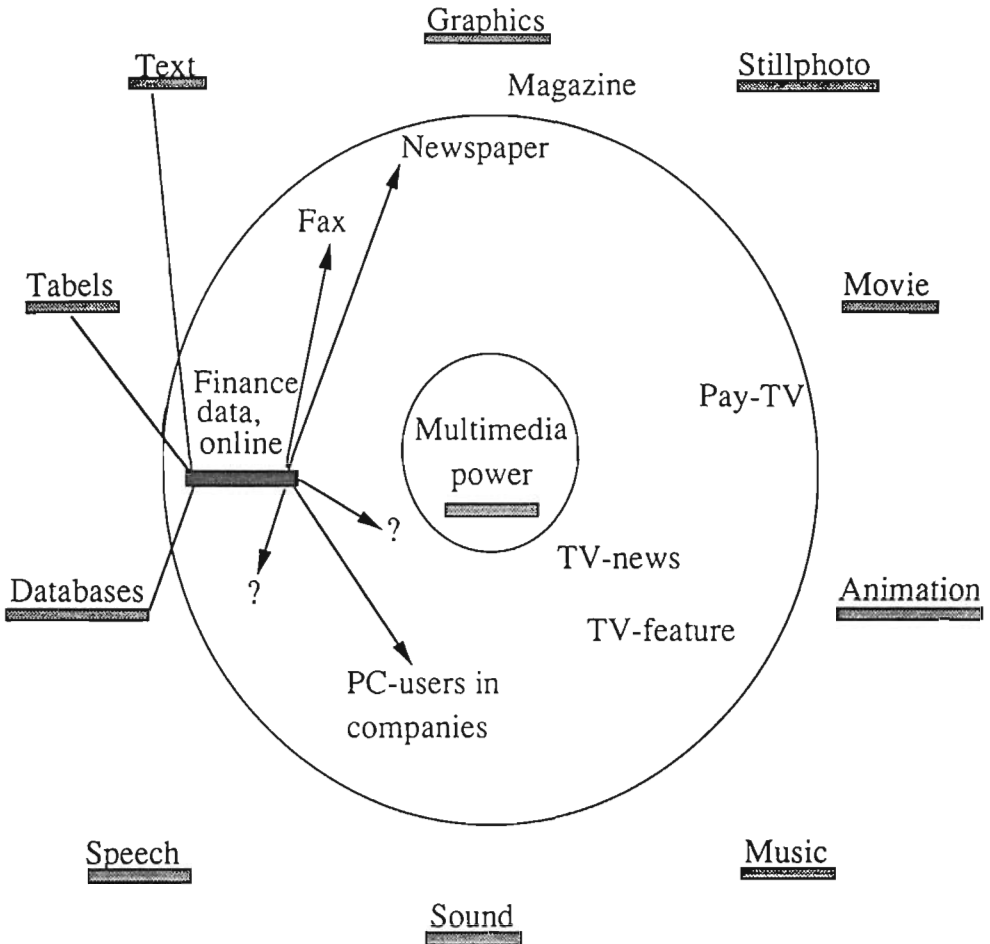 Graphics
Text
Stillphoto
Magazine
Newspaper
Fax
Tabels
Movie
Finance
data,
online
Pay-TV
Multimedia
power
?
TV-news
?
Databases
Animation
TV-feature
PC-users in
companies
Speech
Music
Sound